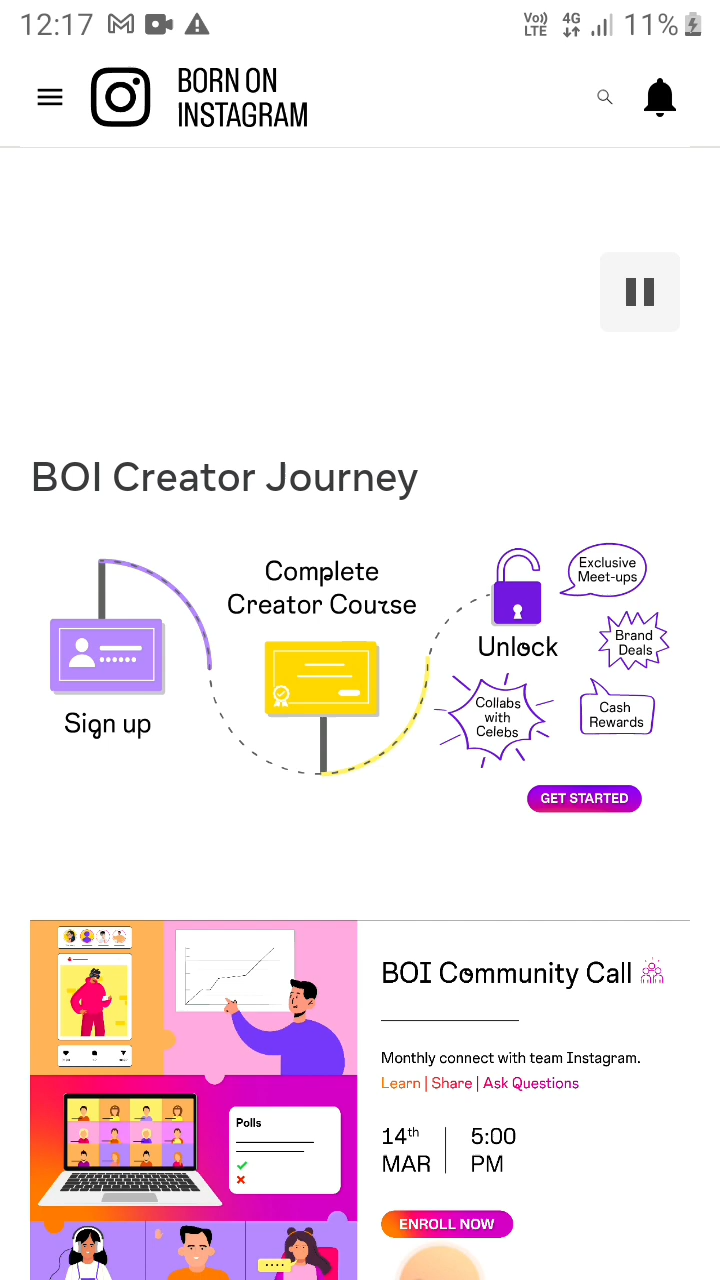 12:17
Vo)) LTE 4G 11%
BORN ON
INSTAGRAM
BOI Creator Journey
Sign up
Complete
Creator Course
Unlock
Exclusive
Meet-ups
Brand
Deals
Collabs
with
Celebs
Cash
Rewards
GET STARTED
BOI Community Call
Monthly connect with team Instagram.
Learn | Share | Ask Questions
14th
MAR
5:00
PM
ENROLL NOW
Polls